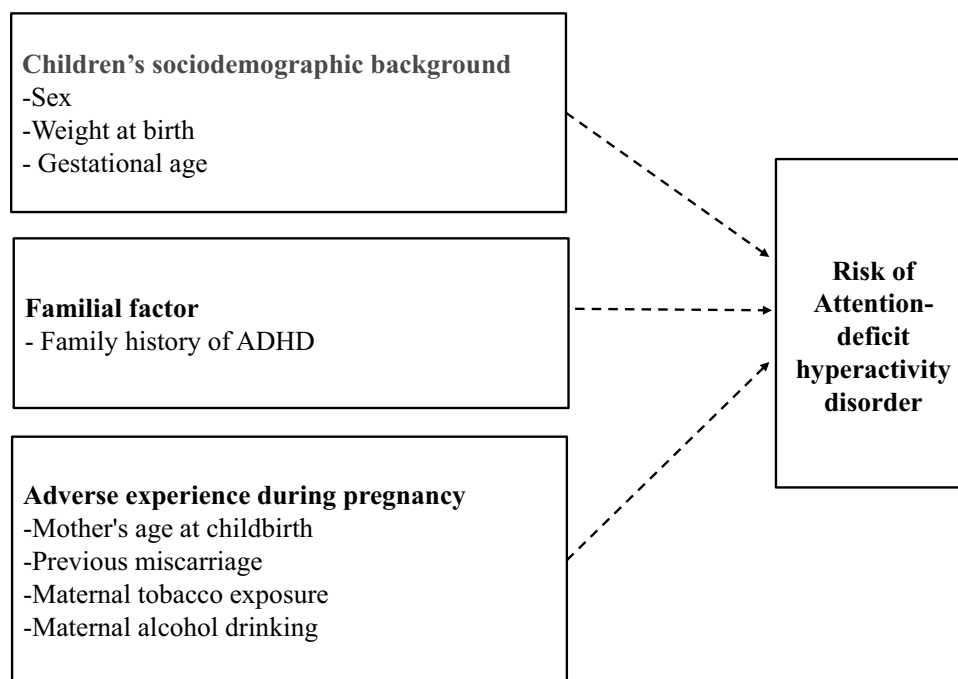 Children’s sociodemographic background
-Sex
-Weight at birth
- Gestational age
Familial factor
- Family history of ADHD
Adverse experience during pregnancy
-Mother's age at childbirth
-Previous miscarriage
-Maternal tobacco exposure
-Maternal alcohol drinking
Risk of
Attention-
deficit
hyperactivity
disorder